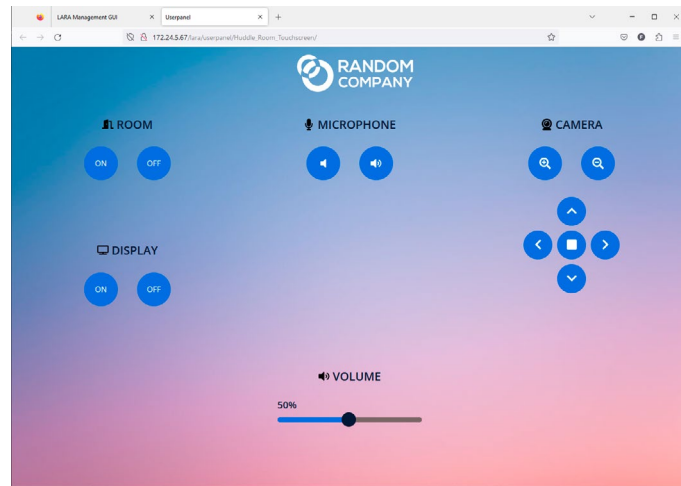 LARA Management GUI
Userpanel
172.24.5.67/lara/userpanel/Huddle_Room_Touchscreen/
RANDOM
COMPANY
ROOM
MICROPHONE
CAMERA
ON
OFF
DISPLAY
ON
OFF
VOLUME
50%